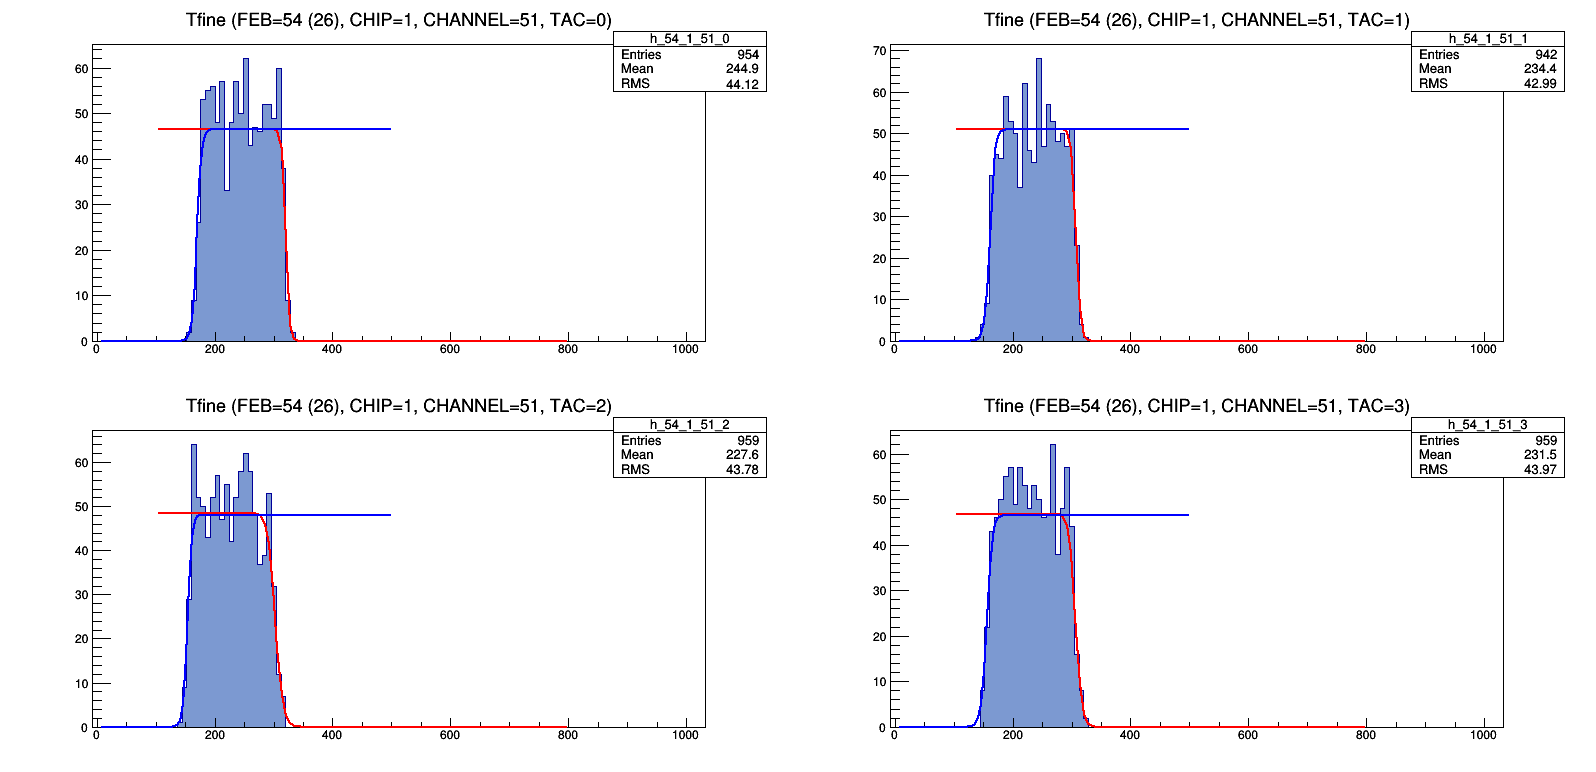 Tfine (FEB=54 (26), CHIP=1, CHANNEL=51, TAC=0)
h_54_1_51_0
Entries 954
Mean 244.9
RMS 44.12
60
50
40
30
20
10
0
0 200 400 600 800 1000
Tfine (FEB=54 (26), CHIP=1, CHANNEL=51, TAC=1)
h_54_1_51_1
Entries 942
Mean 234.4
RMS 42.99
70
60
50
40
30
20
10
0
0 200 400 600 800 1000
Tfine (FEB=54 (26), CHIP=1, CHANNEL=51, TAC=2)
h_54_1_51_2
Entries 959
Mean 227.6
RMS 43.78
60
50
40
30
20
10
0
0 200 400 600 800 1000
Tfine (FEB=54 (26), CHIP=1, CHANNEL=51, TAC=3)
h_54_1_51_3
Entries 959
Mean 231.5
RMS 43.97
60
50
40
30
20
10
0
0 200 400 600 800 1000